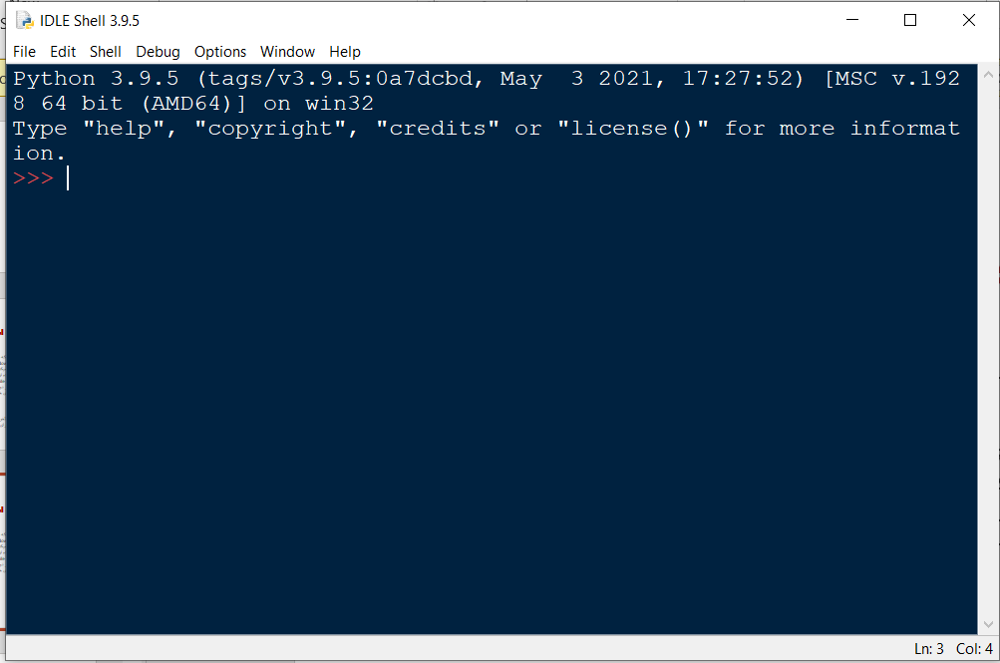 IDLE Shell 3.9.5
File Edit Shell Debug Options Window Help
Python 3.9.5 (tags/v3.9.5:0a7dcbd, May  3 2021, 17:27:52) [MSC v.192
8 64 bit (AMD64)] on win32
Type "help", "copyright", "credits" or "license()" for more informat
ion.
>>>
Ln: 3 Col: 4